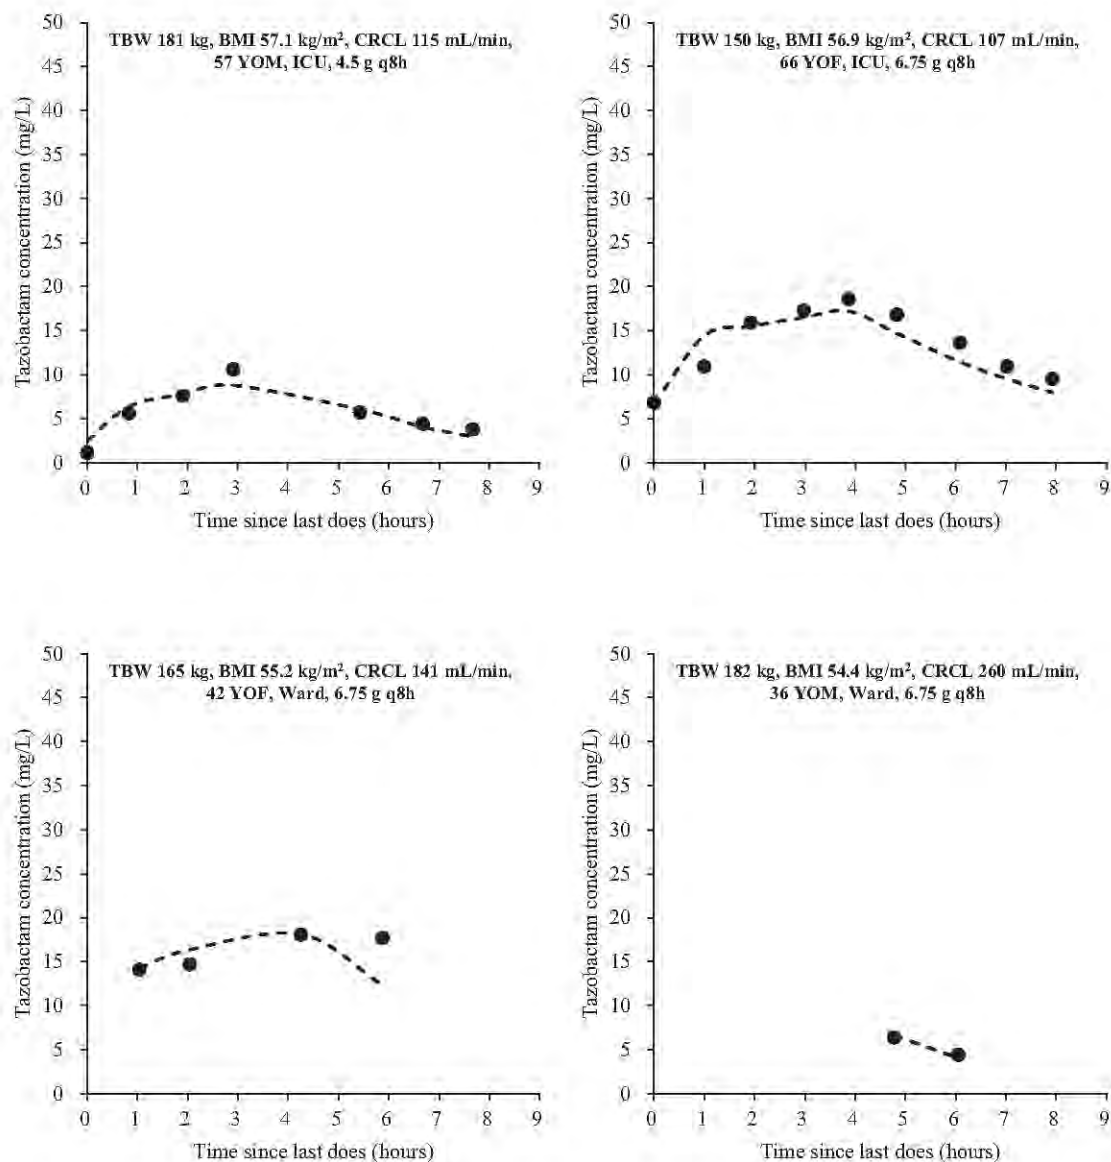 TBW 181 kg, BMI 57.1 kg/m², CRCL 115 mL/min,
57 YOM, ICU, 4.5 g q8h
Tazobactam concentration (mg/L)
50
45
40
35
30
25
20
15
10
5
0
0 1 2 3 4 5 6 7 8 9
Time since last does (hours)
TBW 150 kg, BMI 56.9 kg/m², CRCL 107 mL/min,
66 YOF, ICU, 6.75 g q8h
Tazobactam concentration (mg/L)
50
45
40
35
30
25
20
15
10
5
0
0 1 2 3 4 5 6 7 8 9
Time since last does (hours)
TBW 165 kg, BMI 55.2 kg/m², CRCL 141 mL/min,
42 YOF, Ward, 6.75 g q8h
Tazobactam concentration (mg/L)
50
45
40
35
30
25
20
15
10
5
0
0 1 2 3 4 5 6 7 8 9
Time since last does (hours)
TBW 182 kg, BMI 54.4 kg/m², CRCL 260 mL/min,
36 YOM, Ward, 6.75 g q8h
Tazobactam concentration (mg/L)
50
45
40
35
30
25
20
15
10
5
0
0 1 2 3 4 5 6 7 8 9
Time since last does (hours)